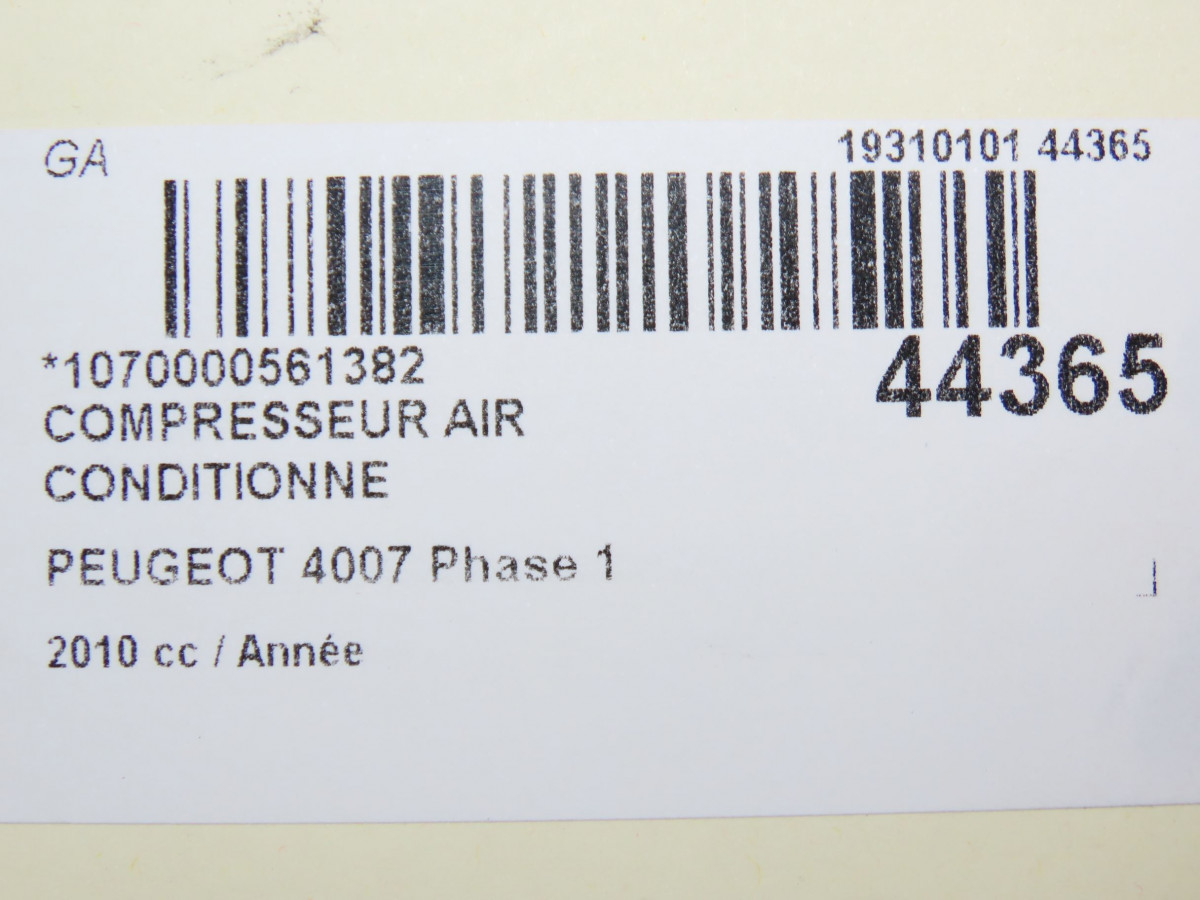 GA
19310101 44365
*1070000561382
44365
COMPRESSEUR AIR
CONDITIONNE
PEUGEOT 4007 Phase 1
2010 cc / Année